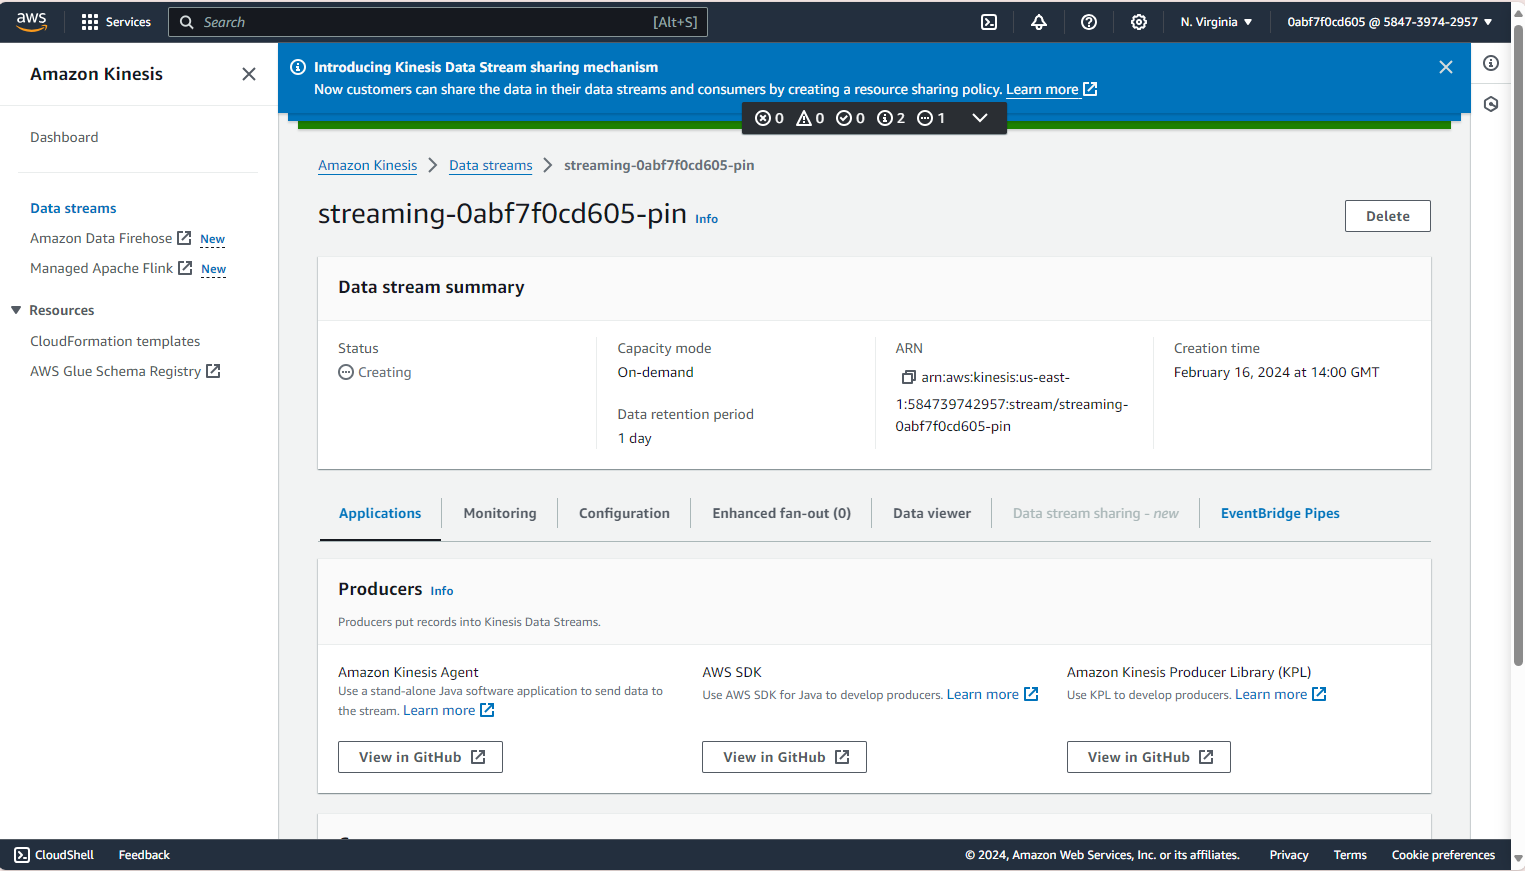 aws
Services
Search
[Alt+S]
N. Virginia
0abf7f0cd605 @ 5847-3974-2957
Amazon Kinesis
Dashboard
Data streams
Amazon Data Firehose New
Managed Apache Flink New
Resources
CloudFormation templates
AWS Glue Schema Registry
Introducing Kinesis Data Stream sharing mechanism
Now customers can share the data in their data streams and consumers by creating a resource sharing policy. Learn more
0 0 0 2 1
Amazon Kinesis Data streams streaming-0abf7f0cd605-pin
streaming-0abf7f0cd605-pin Info
Delete
Data stream summary
Status
Creating
Capacity mode
On-demand
Data retention period
1 day
ARN
arn:aws:kinesis:us-east-
1:584739742957:stream/streaming-
0abf7f0cd605-pin
Creation time
February 16, 2024 at 14:00 GMT
Applications
Monitoring
Configuration
Enhanced fan-out (0)
Data viewer
Data stream sharing - new
EventBridge Pipes
Producers Info
Producers put records into Kinesis Data Streams.
Amazon Kinesis Agent
Use a stand-alone Java software application to send data to
the stream. Learn more
View in GitHub
AWS SDK
Use AWS SDK for Java to develop producers. Learn more
View in GitHub
Amazon Kinesis Producer Library (KPL)
Use KPL to develop producers. Learn more
View in GitHub
CloudShell
Feedback
© 2024, Amazon Web Services, Inc. or its affiliates.
Privacy
Terms
Cookie preferences